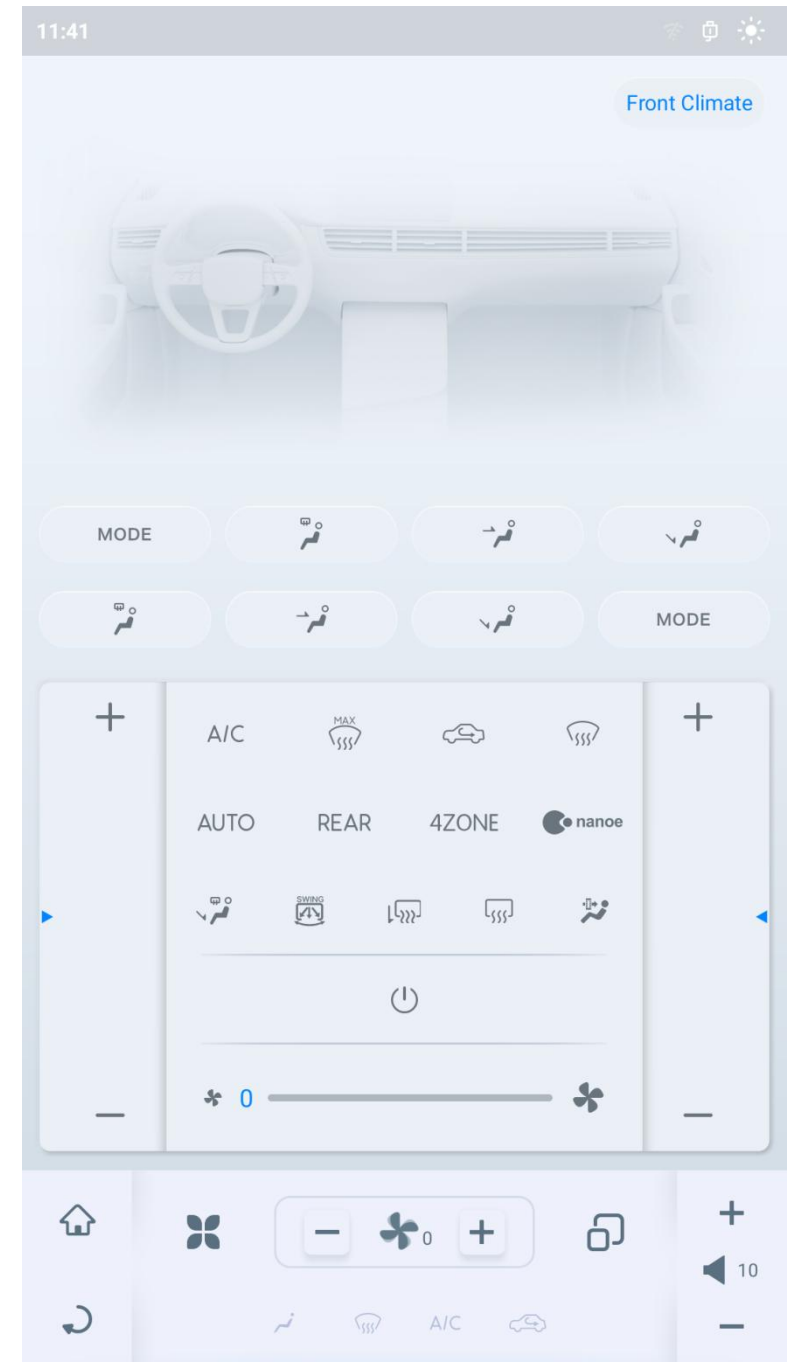 11:41
Front Climate
MODE
MODE
A/C
MAX
AUTO REAR 4ZONE nanoe
SWING
0
0
10
A/C